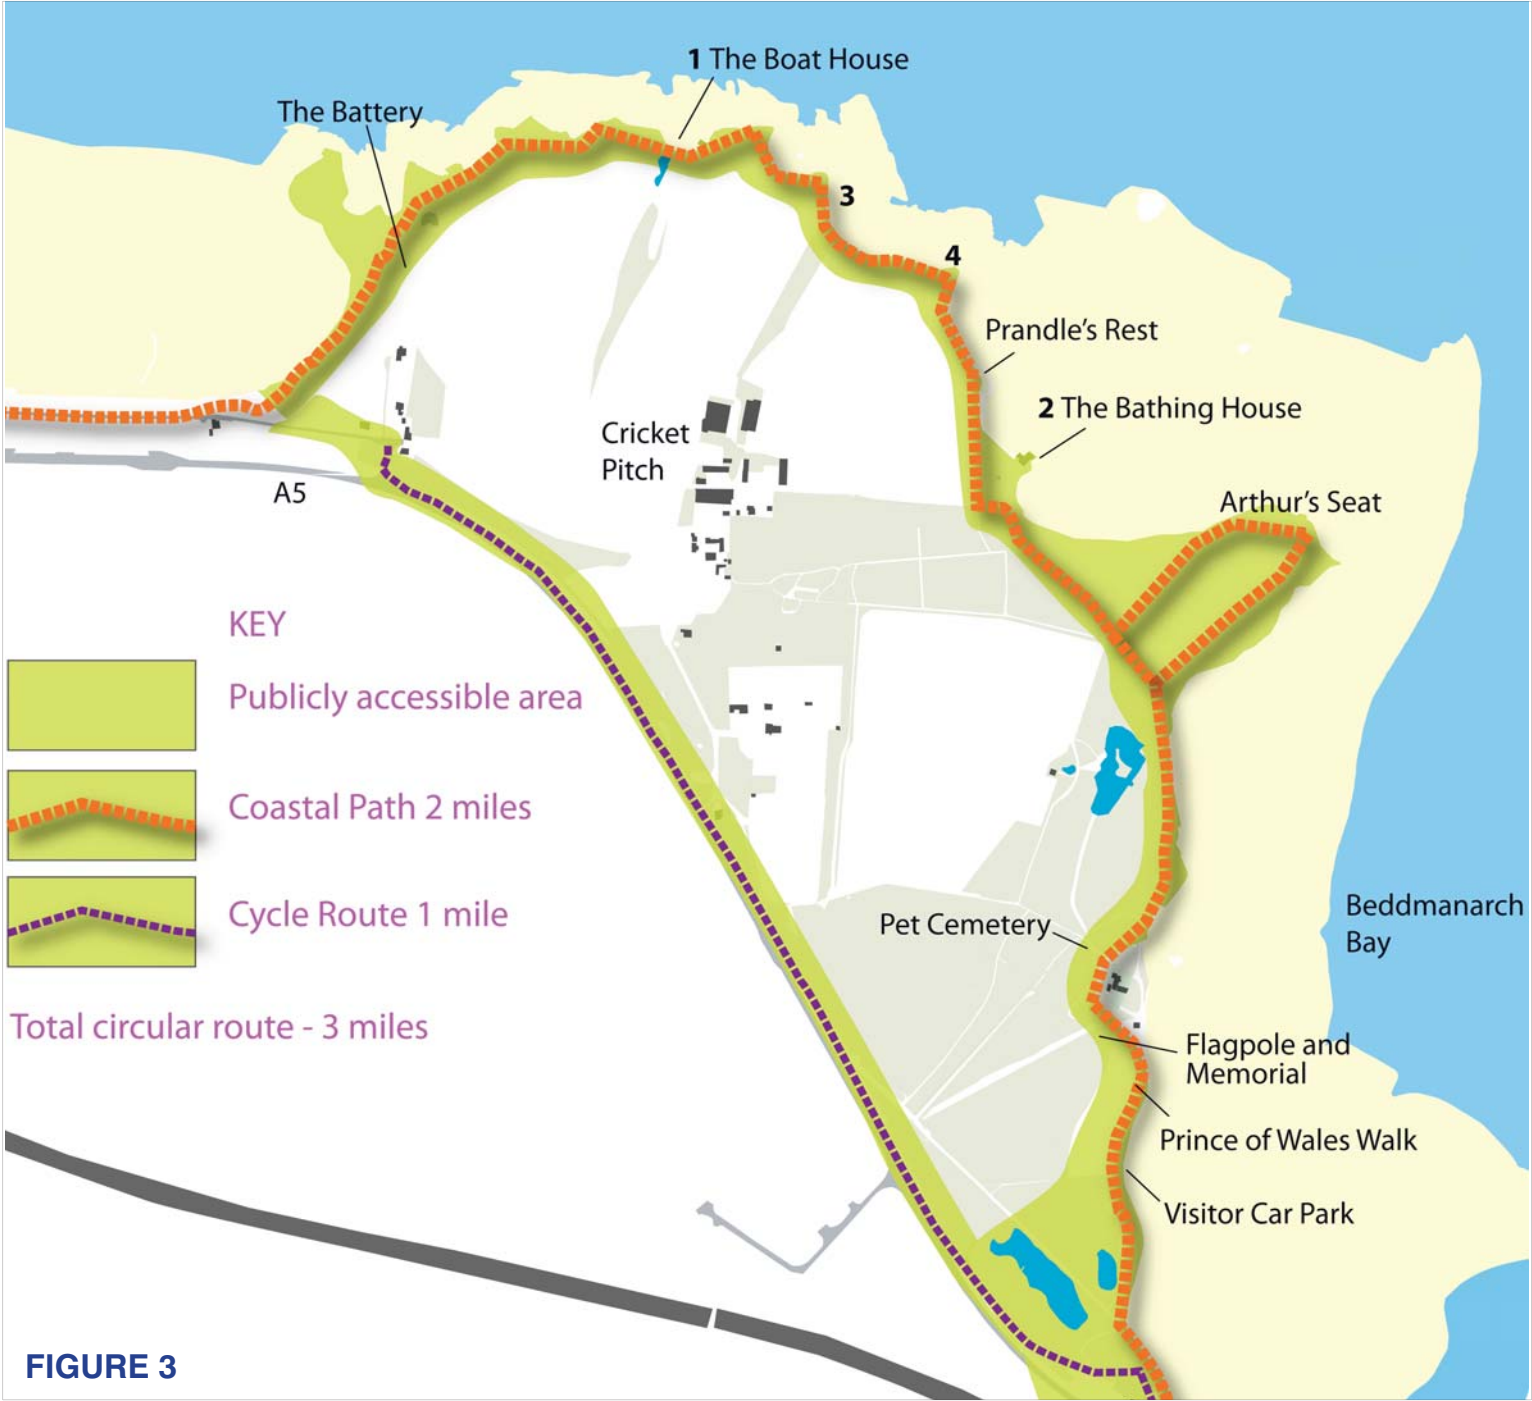 1 The Boat House
The Battery
3
4
Prandle's Rest
2 The Bathing House
Cricket
Pitch
A5
Arthur's Seat
KEY
Publicly accessible area
Coastal Path 2 miles
Cycle Route 1 mile
Total circular route - 3 miles
Pet Cemetery
Beddmanarch
Bay
Flagpole and
Memorial
Prince of Wales Walk
Visitor Car Park
FIGURE 3